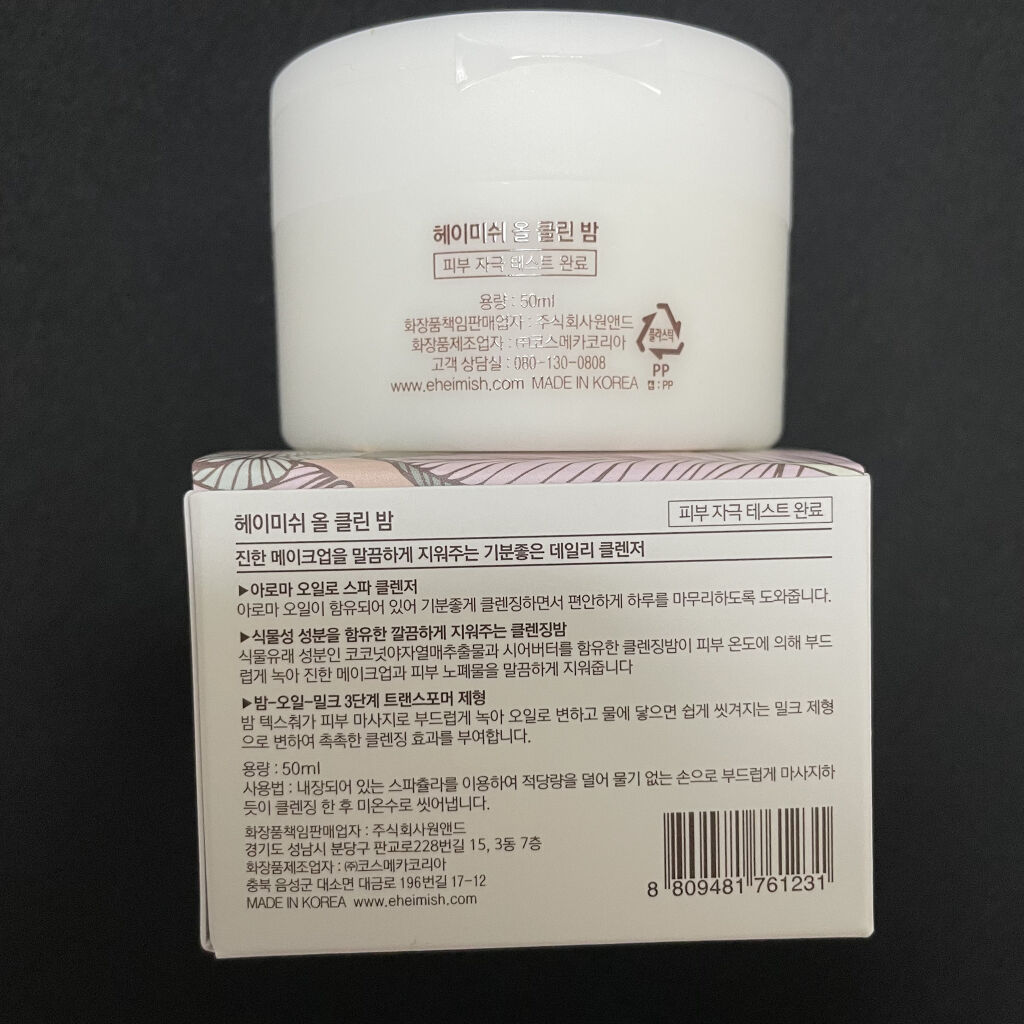 헤이미쉬 올 클린 밤
피부 자극 테스트 완료
용량 : 50ml
화장품책임판매업자 : 주식회사원앤드
화장품제조업자 : ㈜코스메카코리아
고객 상담실 : 080-130-0808
www.eheimish.com MADE IN KOREA
플라스틱
PP
캡 : PP
헤이미쉬 올 클린 밤
피부 자극 테스트 완료
진한 메이크업을 말끔하게 지워주는 기분좋은 데일리 클렌저
▶아로마 오일로 스파 클렌저
아로마 오일이 함유되어 있어 기분좋게 클렌징하면서 편안하게 하루를 마무리하도록 도와줍니다.
▶식물성 성분을 함유한 깔끔하게 지워주는 클렌징밤
식물유래 성분인 코코넛야자열매추출물과 시어버터를 함유한 클렌징밤이 피부 온도에 의해 부드
럽게 녹아 진한 메이크업과 피부 노폐물을 말끔하게 지워줍니다
▶밤-오일-밀크 3단계 트랜스포머 제형
밤 텍스춰가 피부 마사지로 부드럽게 녹아 오일로 변하고 물에 닿으면 쉽게 씻겨지는 밀크 제형
으로 변하여 촉촉한 클렌징 효과를 부여합니다.
용량 : 50ml
사용법 : 내장되어 있는 스파츌라를 이용하여 적당량을 덜어 물기 없는 손으로 부드럽게 마사지하
듯이 클렌징 한 후 미온수로 씻어냅니다.
화장품책임판매업자 : 주식회사원앤드
경기도 성남시 분당구 판교로228번길 15, 3동 7층
화장품제조업자 : ㈜코스메카코리아
충북 음성군 대소면 대금로 196번길 17-12
MADE IN KOREA www.eheimish.com
8 809481 761231